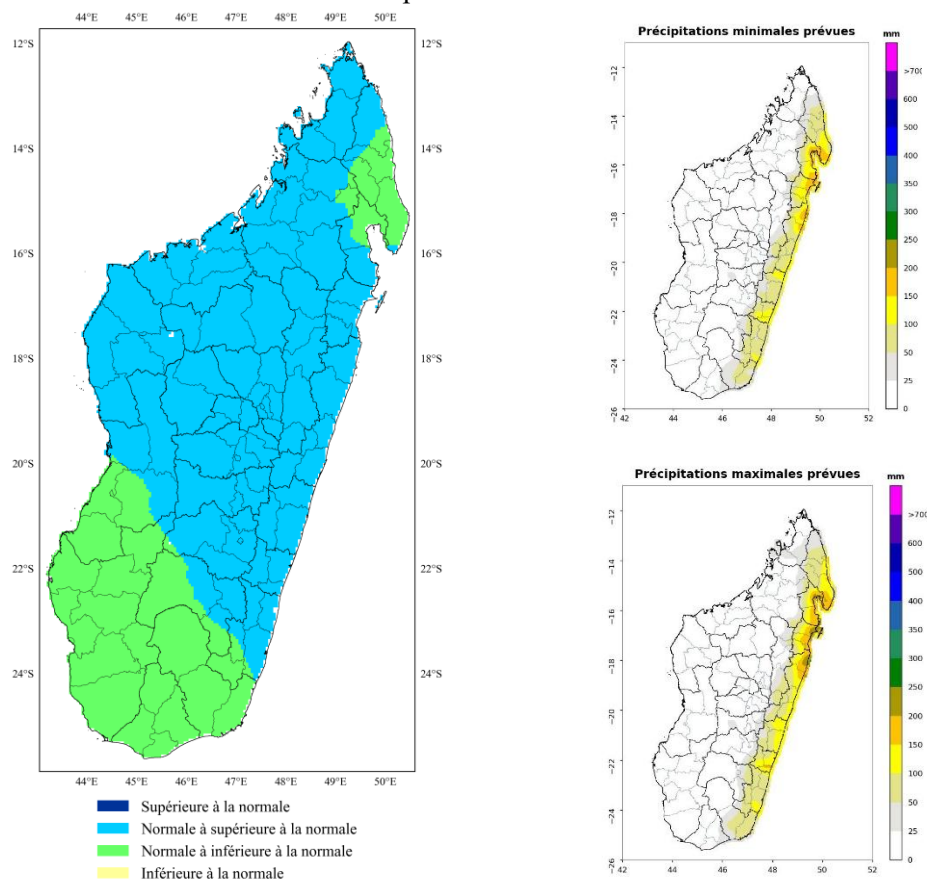 44°E 45°E 46°E 47°E 48°E 49°E 50°E
12°S 12°S
14°S 14°S
16°S 16°S
18°S 18°S
20°S 20°S
22°S 22°S
24°S 24°S
44°E 45°E 46°E 47°E 48°E 49°E 50°E
Supérieure à la normale
Normale à supérieure à la normale
Normale à inférieure à la normale
Inférieure à la normale
Précipitations minimales prévues
mm
−12
−14
−16
−18
−20
−22
−24
−26
42 44 46 48 50 52
>700
600
500
400
350
300
250
200
150
100
50
25
0
Précipitations maximales prévues
mm
−12
−14
−16
−18
−20
−22
−24
−26
42 44 46 48 50 52
>700
600
500
400
350
300
250
200
150
100
50
25
0